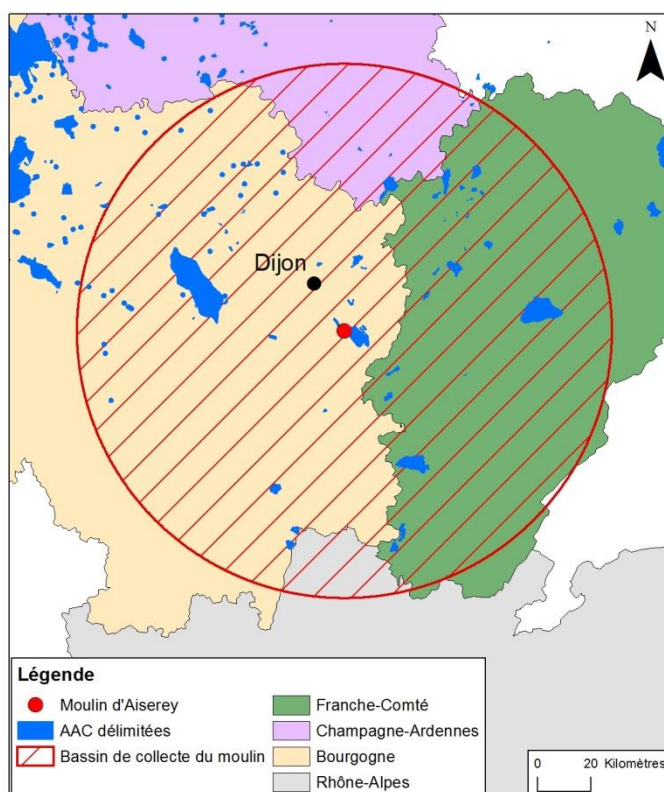 N
Dijon
Légende
Moulin d'Aiserey
AAC délimitées
Bassin de collecte du moulin
Franche-Comté
Champagne-Ardennes
Bourgogne
Rhône-Alpes
0 20 Kilomètres